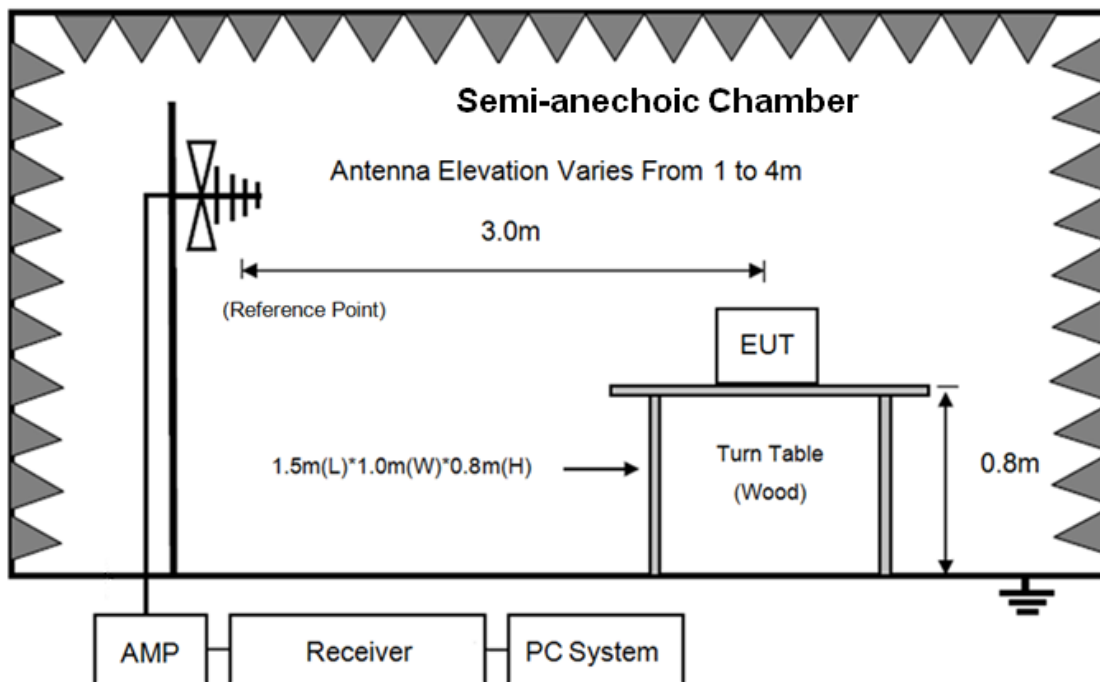 Semi-anechoic Chamber
Antenna Elevation Varies From 1 to 4m
3.0m
(Reference Point)
EUT
1.5m(L)*1.0m(W)*0.8m(H)
Turn Table
(Wood)
0.8m
AMP
Receiver
PC System